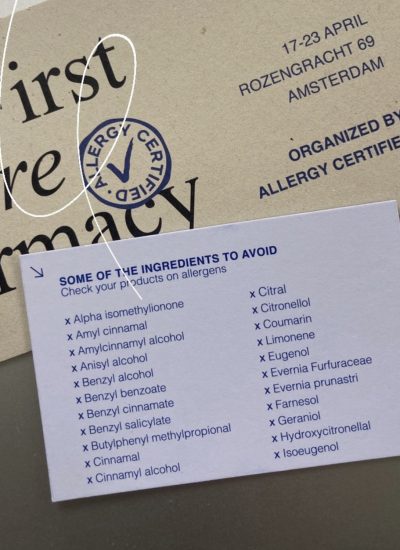 First
re
rmacy
ALLERGY CERTIFIED
17-23 APRIL
ROZENGRACHT 69
AMSTERDAM
ORGANIZED BY
ALLERGY CERTIFIE
SOME OF THE INGREDIENTS TO AVOID
Check your products on allergens
x Alpha isomethylionone
x Amyl cinnamal
x Amylcinnamyl alcohol
x Anisyl alcohol
x Benzyl alcohol
x Benzyl benzoate
x Benzyl cinnamate
x Benzyl salicylate
x Butylphenyl methylpropional
x Cinnamal
x Cinnamyl alcohol
x Citral
x Citronellol
x Coumarin
x Limonene
x Eugenol
x Evernia Furfuraceae
x Evernia prunastri
x Farnesol
x Geraniol
x Hydroxycitronellal
x Isoeugenol